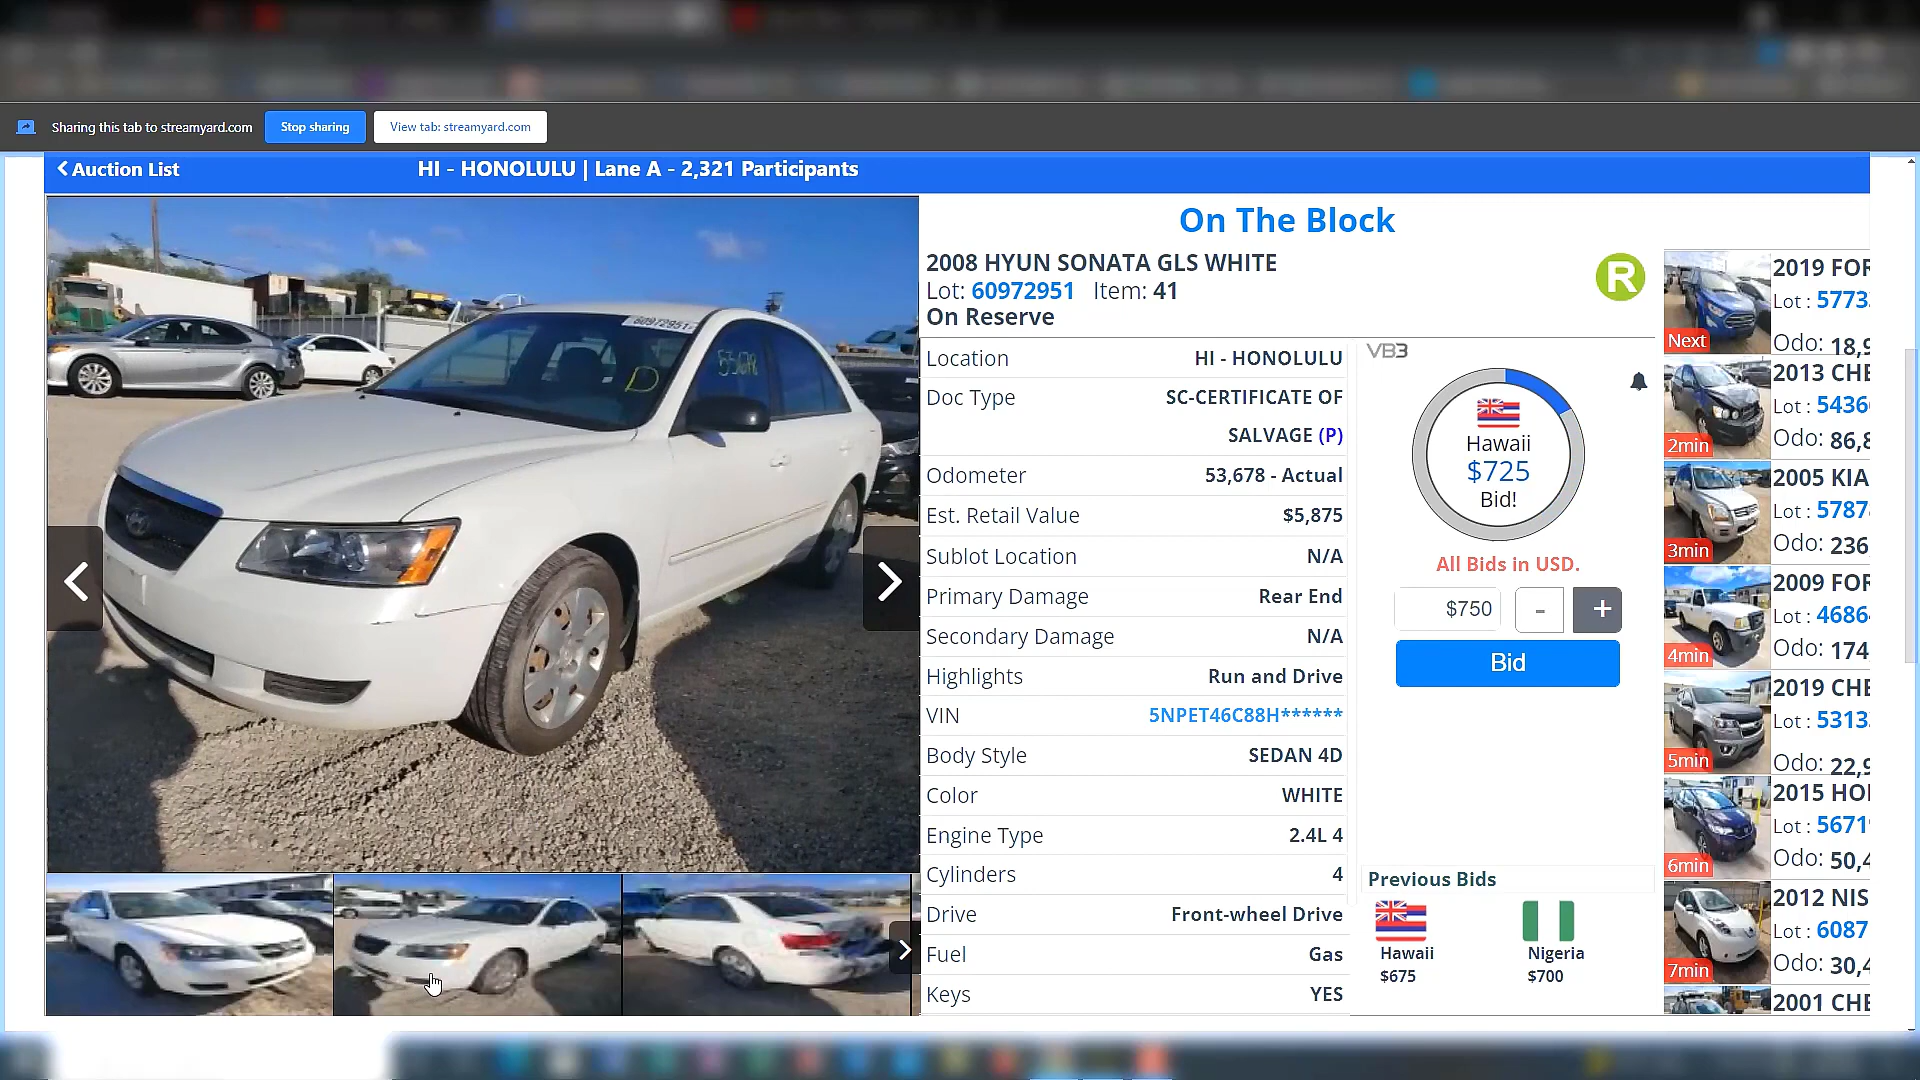 Sharing this tab to streamyard.com
Stop sharing
View tab: streamyard.com
Auction List
HI - HONOLULU | Lane A - 2,321 Participants
60972951
53678
D
On The Block
2008 HYUN SONATA GLS WHITE
Lot: 60972951 Item: 41
On Reserve
R
Location HI - HONOLULU
Doc Type SC-CERTIFICATE OF
SALVAGE (P)
Odometer 53,678 - Actual
Est. Retail Value $5,875
Sublot Location N/A
Primary Damage Rear End
Secondary Damage N/A
Highlights Run and Drive
VIN 5NPET46C88H******
Body Style SEDAN 4D
Color WHITE
Engine Type 2.4L 4
Cylinders 4
Drive Front-wheel Drive
Fuel Gas
Keys YES
VB3
Hawaii
$725
Bid!
All Bids in USD.
$750 - +
Bid
Previous Bids
Hawaii
$675
Nigeria
$700
2019 FOR
Lot : 5773
Next
Odo: 18,9
2013 CHE
Lot : 5436
2min
Odo: 86,8
2005 KIA
Lot : 5787
3min
Odo: 236
2009 FOR
Lot : 4686
4min
Odo: 174
2019 CHE
Lot : 5313
5min
Odo: 22,9
2015 HO
Lot : 5671
6min
Odo: 50,4
2012 NIS
Lot : 6087
7min
Odo: 30,4
2001 CHE